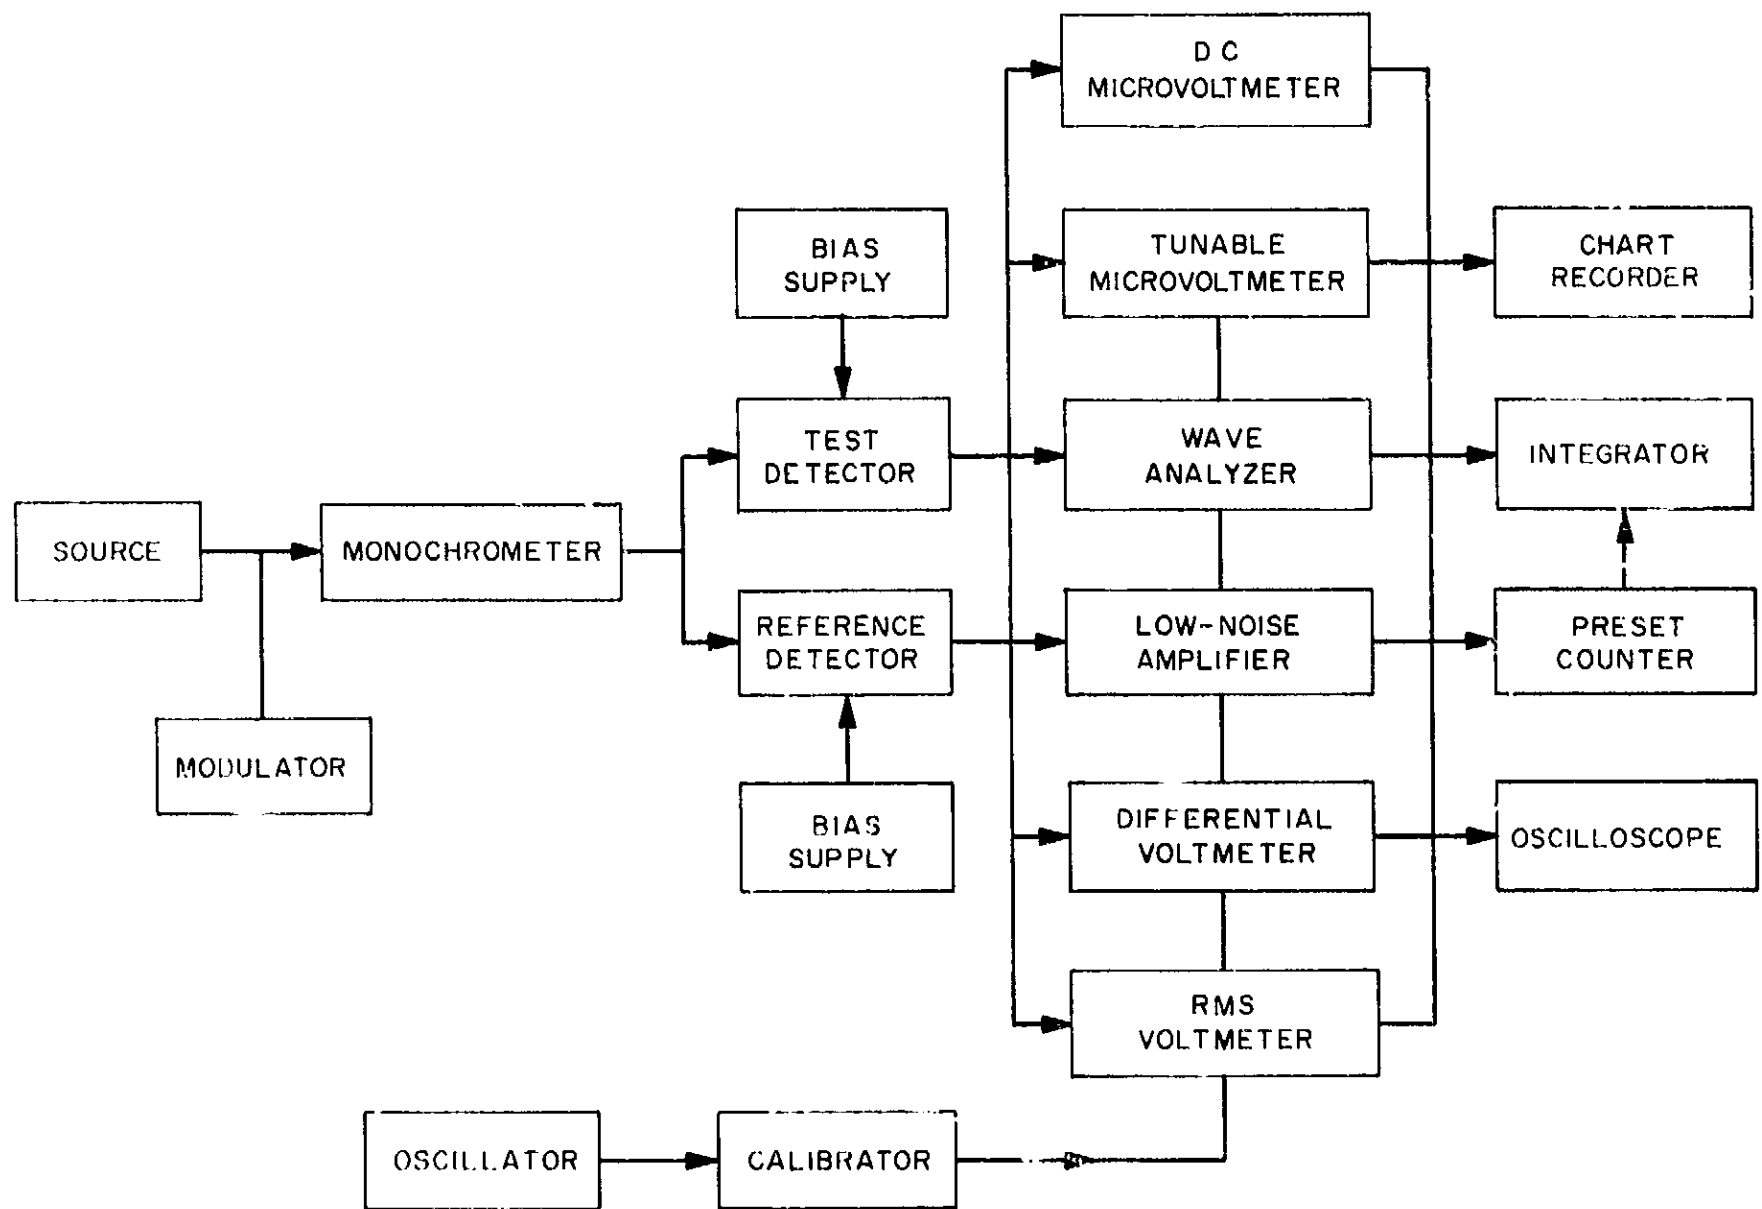 DC
MICROVOLTMETER
BIAS
SUPPLY
TUNABLE
MICROVOLTMETER
CHART
RECORDER
TEST
DETECTOR
WAVE
ANALYZER
INTEGRATOR
SOURCE
MONOCHROMETER
REFERENCE
DETECTOR
LOW-NOISE
AMPLIFIER
PRESET
COUNTER
MODULATOR
BIAS
SUPPLY
DIFFERENTIAL
VOLTMETER
OSCILLOSCOPE
RMS
VOLTMETER
OSCILLATOR
CALIBRATOR